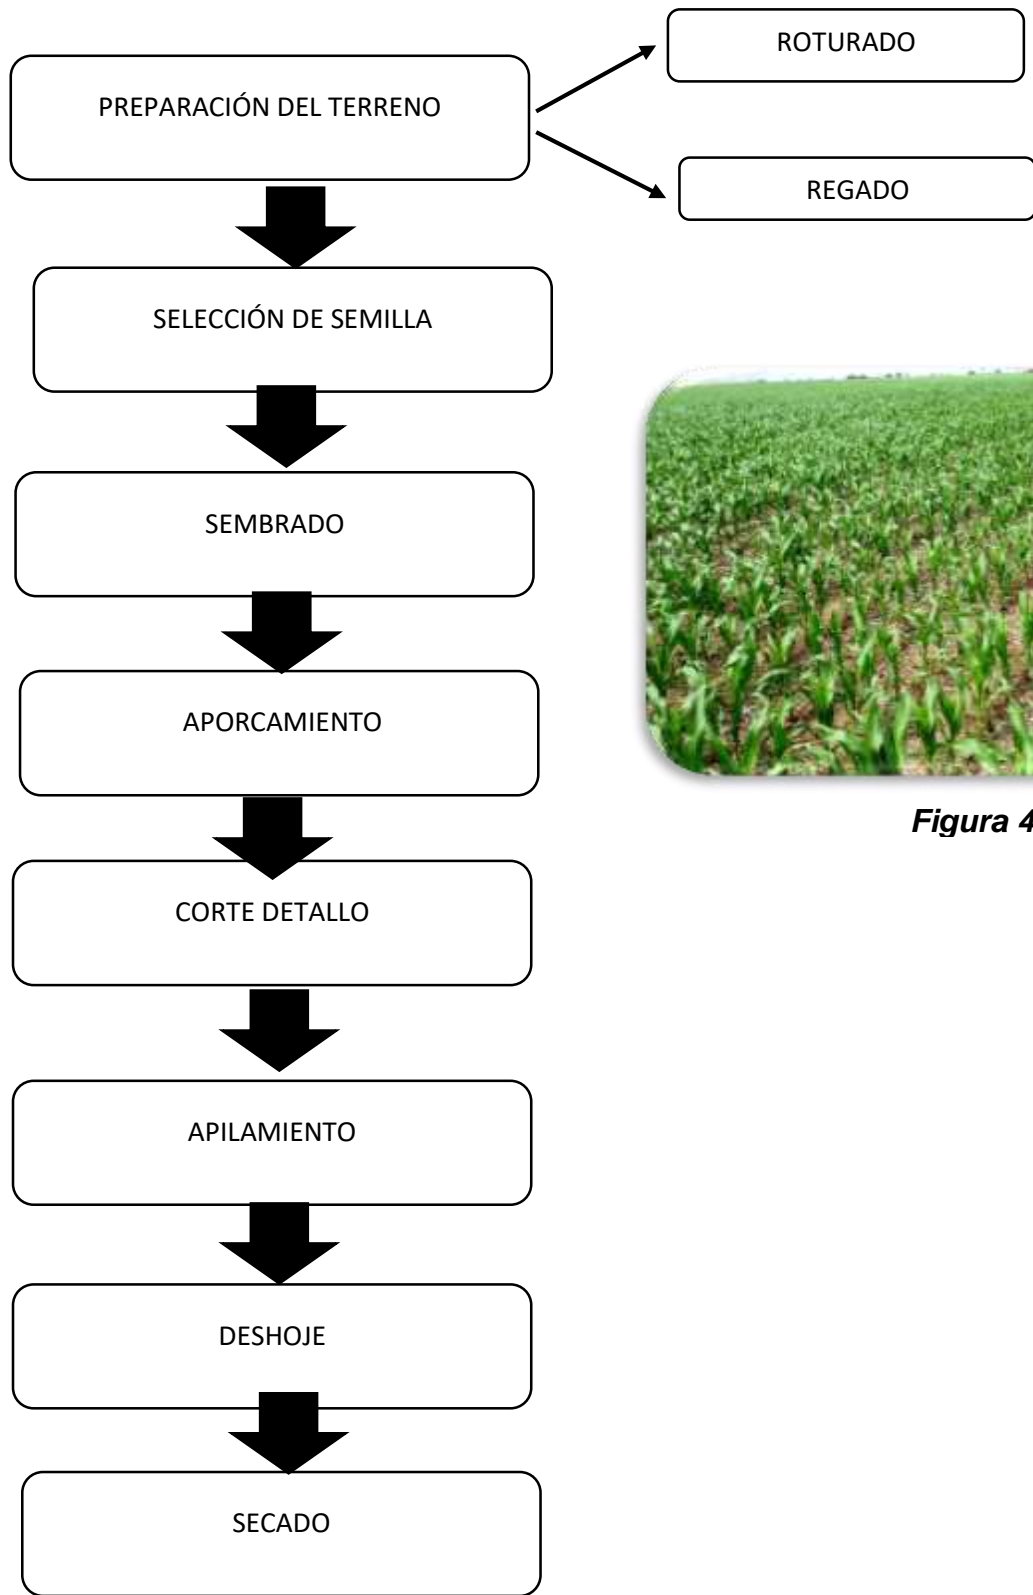 PREPARACIÓN DEL TERRENO
ROTURADO
REGADO
SELECCIÓN DE SEMILLA
SEMBRADO
APORCAMIENTO
Figura 4
CORTE DETALLO
APILAMIENTO
DESHOJE
SECADO